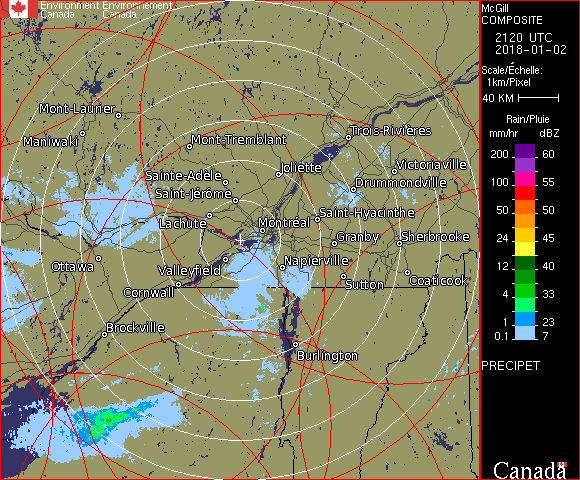 Environment Environnement
Canada Canada
McGill
COMPOSITE
2120 UTC
2018-01-02
Scale/Échelle:
1km/Pixel
40 KM
Rain/Pluie
mm/hr dBZ
200 60
100 55
50 50
24 45
12 40
4 33
1 23
0.1 7
PRECIPET
Canada
Mont-Laurier
Maniwaki
Mont-Tremblant
Trois-Rivières
Sainte-Adèle
Joliette
Victoriaville
Saint-Jérôme
Drummondville
Lachute
Montréal
Saint-Hyacinthe
Granby
Sherbrooke
Ottawa
Valleyfield
Napierville
Cornwall
Sutton
Coaticook
Brockville
Burlington